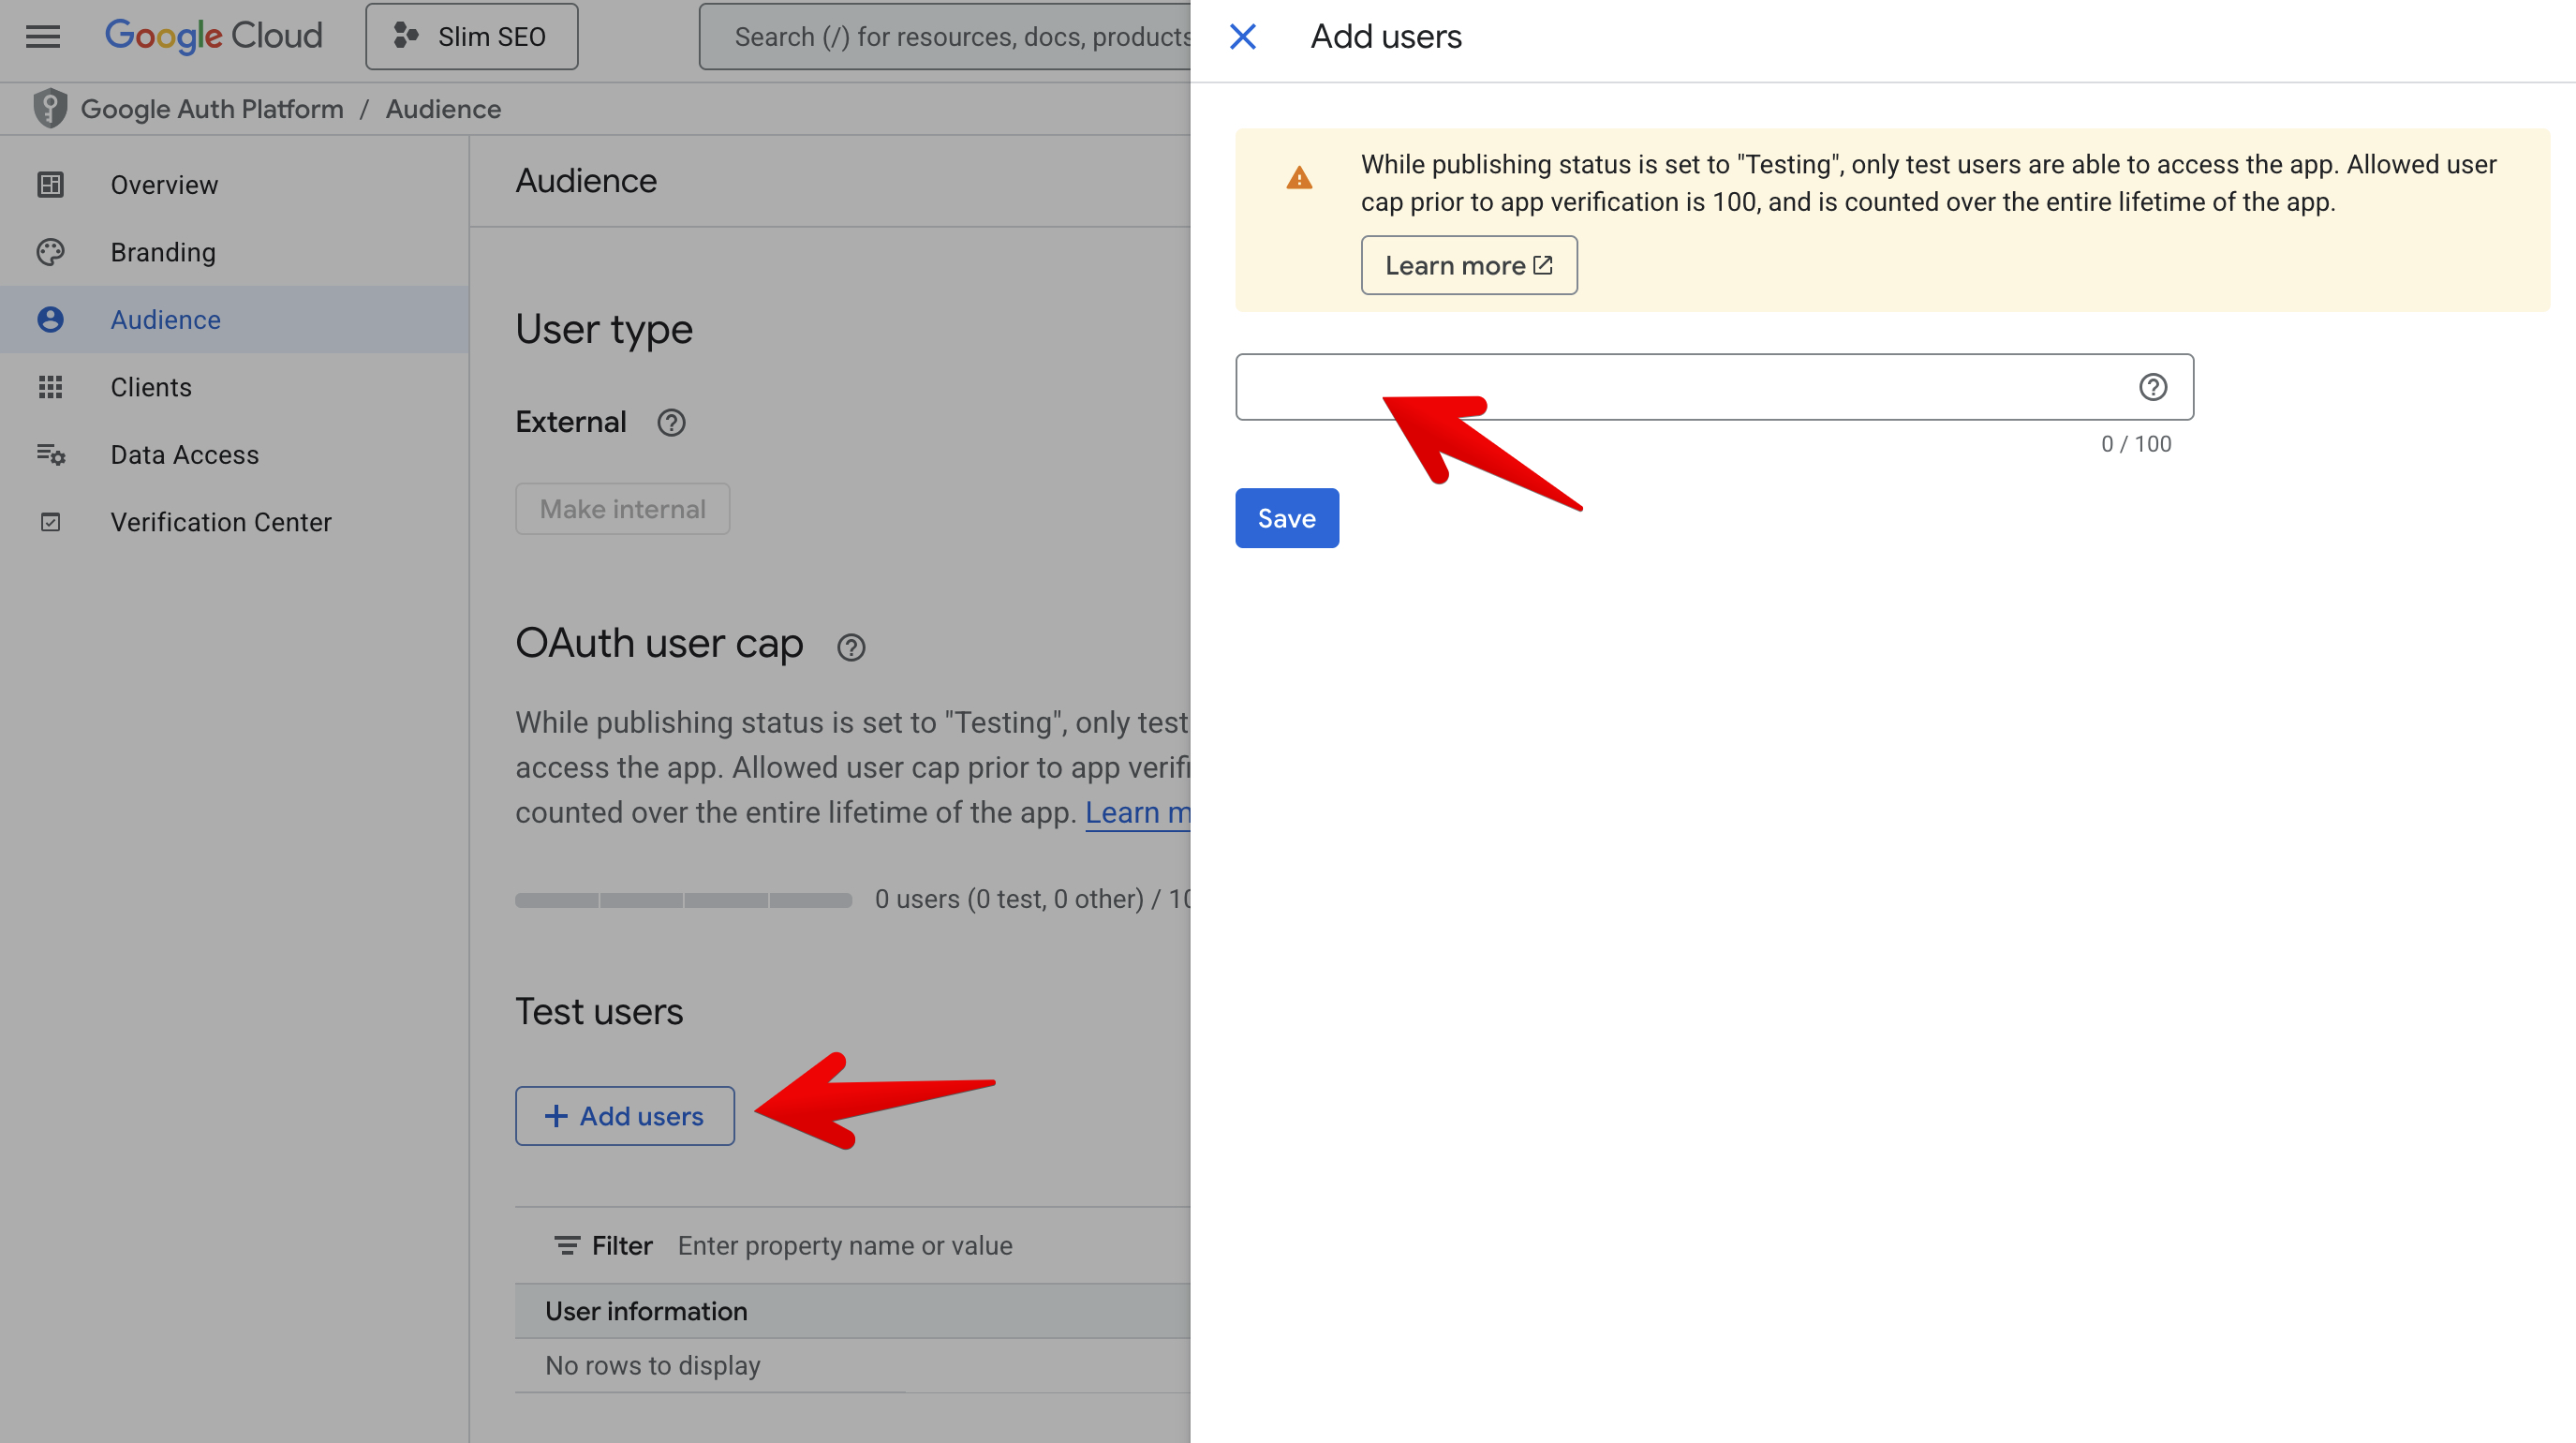 Google Cloud
Slim SEO
Search (/) for resources, docs, products
Google Auth Platform / Audience
Overview
Branding
Audience
Clients
Data Access
Verification Center
Audience
User type
External
Make internal
OAuth user cap
While publishing status is set to "Testing", only test
access the app. Allowed user cap prior to app verifi
counted over the entire lifetime of the app. Learn m
0 users (0 test, 0 other) / 10
Test users
+ Add users
Filter Enter property name or value
User information
No rows to display
Add users
While publishing status is set to "Testing", only test users are able to access the app. Allowed user
cap prior to app verification is 100, and is counted over the entire lifetime of the app.
Learn more
0 / 100
Save